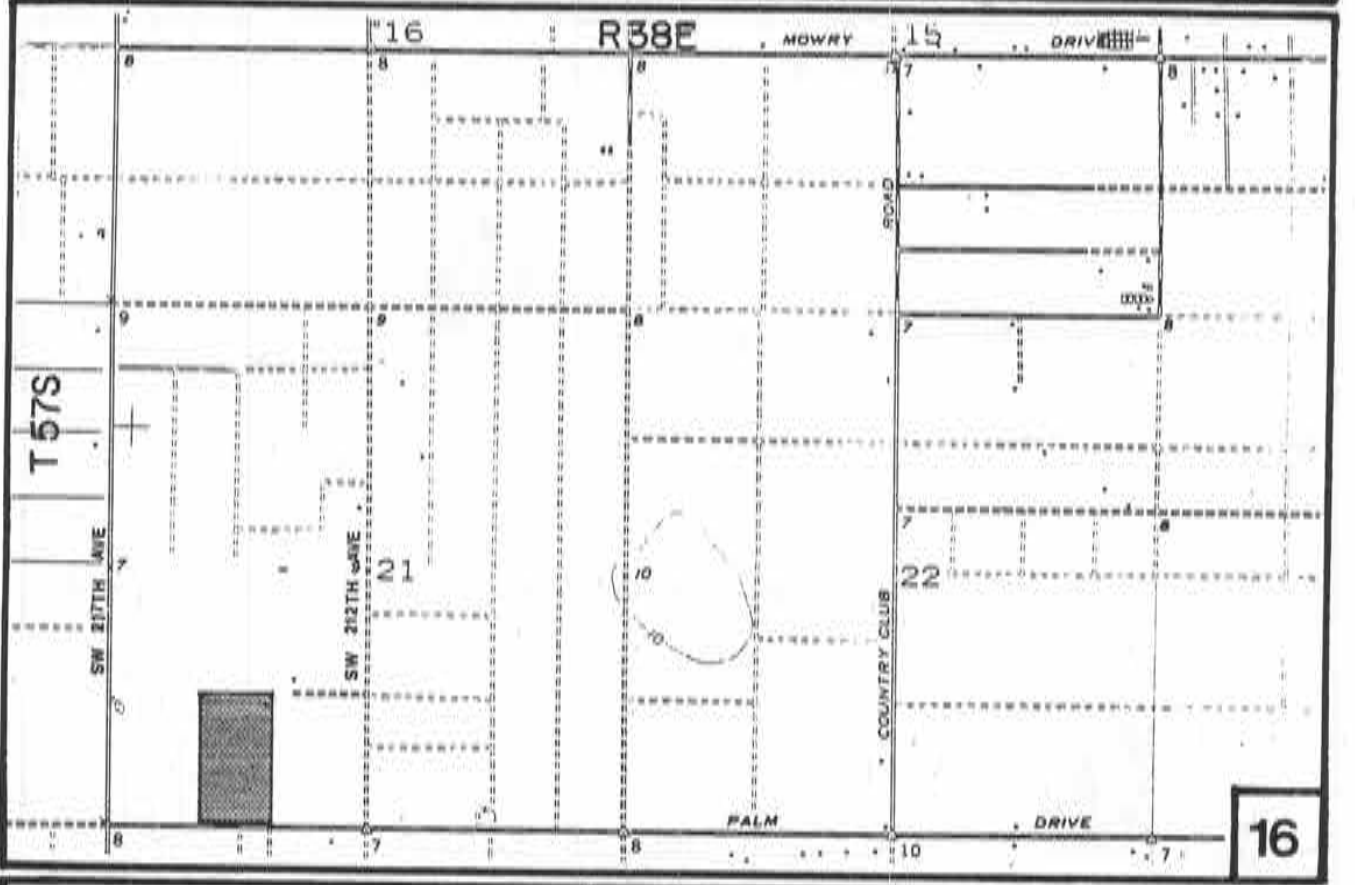 16 R38E MOWRY 15 DRIVE
8 8 8 7 8
ROAD
9 9 8 7 8
T57S
10
7 8
SW 217TH AVE
7
SW 212TH AVE
21
10
22
COUNTRY CLUB
PALM DRIVE
8 7 8 10 7
16